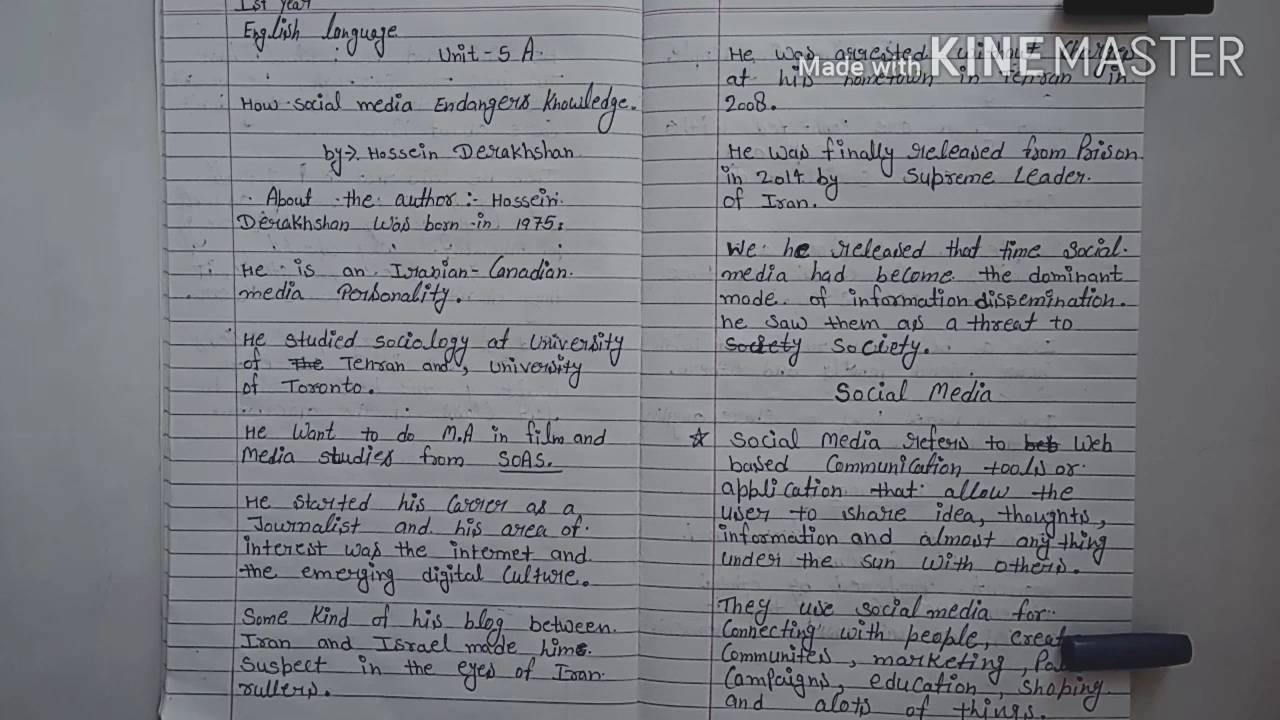 1st year
English language
Unit-5 A.
How social media Endangers Knowledge.
by → Hossein Derakhshan
About the author :- Hossein
Derakhshan was born in 1975.
He is an Iranian-Canadian
media Personality.
He studied sociology at University
of The Tehran and, University
of Toronto.
He Want to do M.A in film and
Media studies from SOAS.
He started his Carrer as a
Journalist and his area of
interest was the internet and
the emerging digital Culture.
Some Kind of his blog between
Iran and Israel made him
Suspect in the eyes of Iran
rullers.
He was arrested without
at his hometown in Tehran in
2008.
He was finally released from Prison
in 2014 by Supreme Leader
of Iran.
We he released that time Social
media had become the dominant
mode of information dissemination.
he saw them as a threat to
Society Society.
Social Media
☆ Social Media refers to Web
based Communication tools or
application that allow the
user to share idea, thoughts,
information and almost any thing
under the sun with others.
They use social media for
Connecting with people,
Communites, marketing,
Campaigns, education, shoping
and alots of things.
Made with KINEMASTER